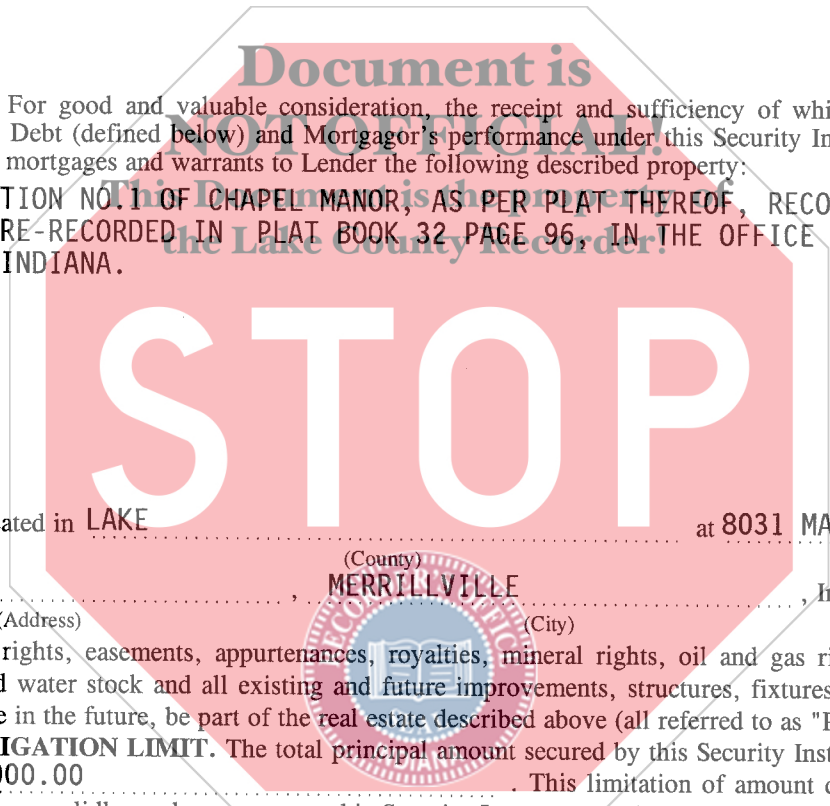 Document is
For good and valuable consideration, the receipt and sufficiency of whi
NOT OFFICIAL!
Debt (defined below) and Mortgagor's performance under this Security In
mortgages and warrants to Lender the following described property:
This Document is the property of
TION NO.1 OF CHAPEL MANOR, AS PER PLAT THEREOF, RECO
RE-RECORDED IN PLAT BOOK 32 PAGE 96, IN THE OFFICE
the Lake County Recorder!
INDIANA.
STOP
ated in LAKE at 8031 MA
(County)
, MERRILLVILLE , In
(Address) (City)
RECORDER'S OFFICE
rights, easements, appurtenances, royalties, mineral rights, oil and gas ri
d water stock and all existing and future improvements, structures, fixtures
e in the future, be part of the real estate described above (all referred to as "P
IGATION LIMIT. The total principal amount secured by this Security Inst
000.00 . This limitation of amount d